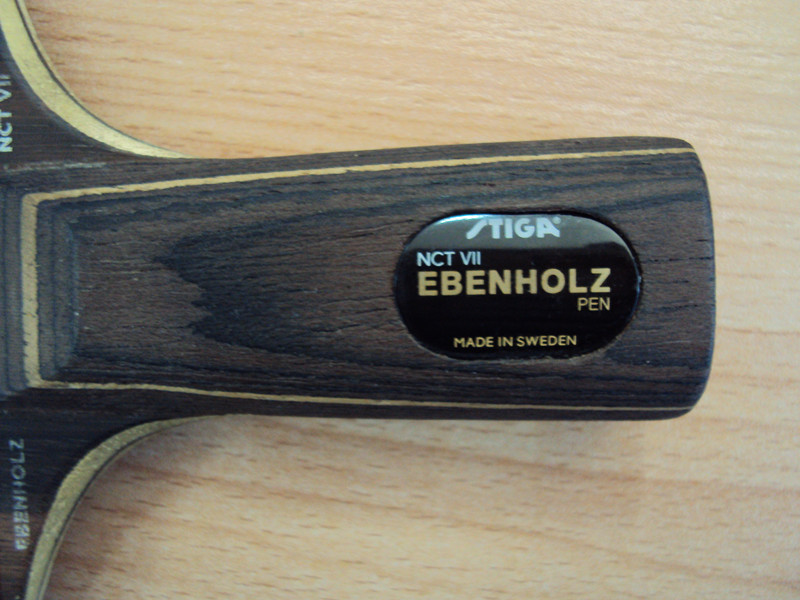 NCT VII
STIGA®
NCT VII
EBENHOLZ
PEN
MADE IN SWEDEN
EBENHOLZ